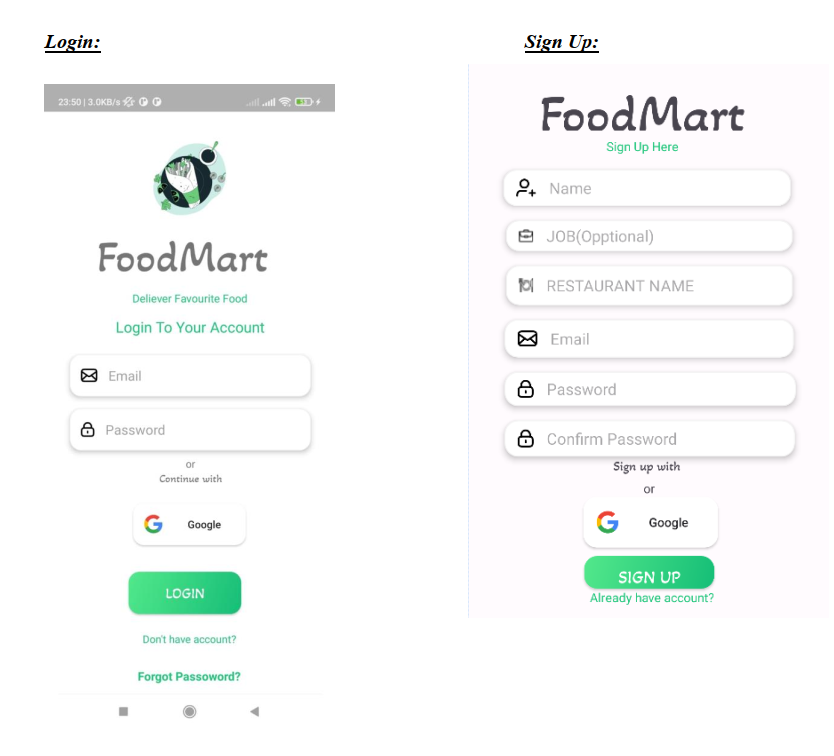 Login:
Sign Up:
23:50 | 3.0KB/s
FoodMart
Deliever Favourite Food
Login To Your Account
Email
Password
or
Continue with
Google
LOGIN
Don't have account?
Forgot Passoword?
FoodMart
Sign Up Here
Name
JOB(Opptional)
RESTAURANT NAME
Email
Password
Confirm Password
Sign up with
or
Google
SIGN UP
Already have account?